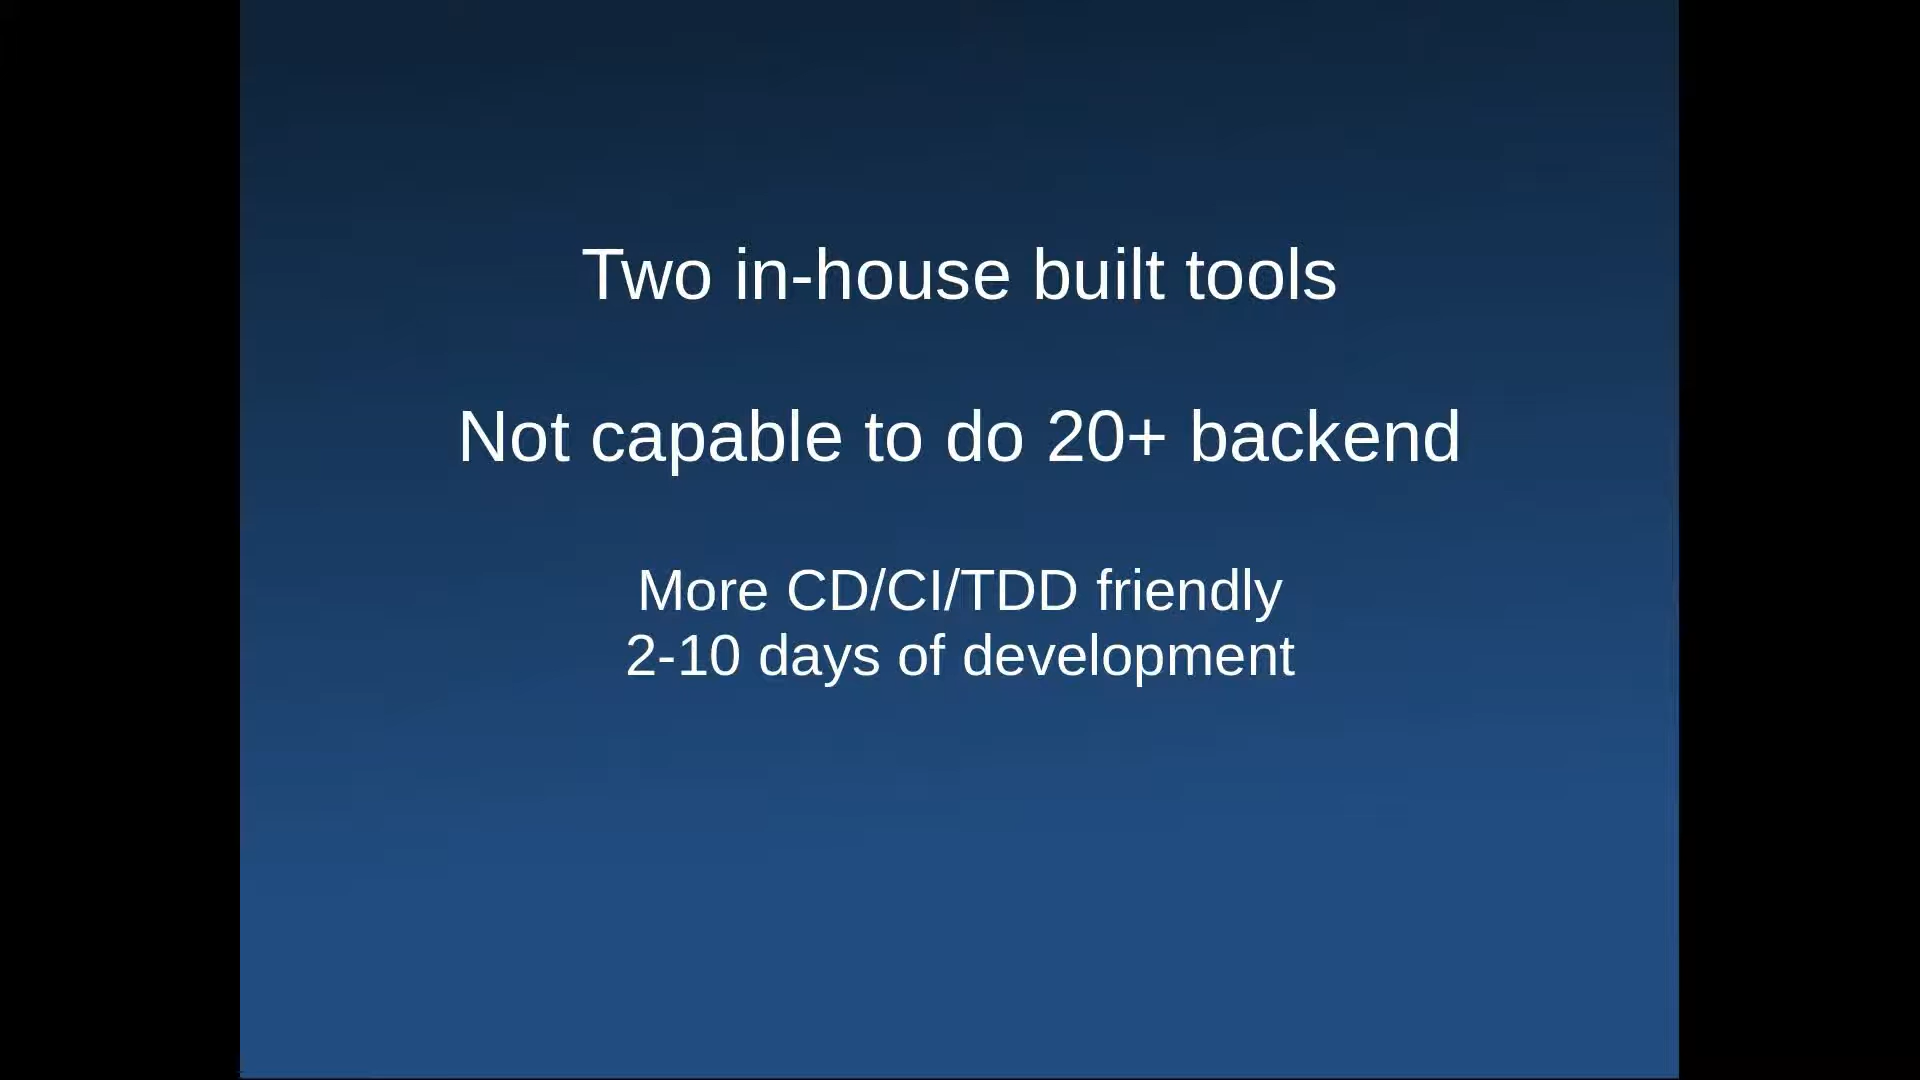 Two in-house built tools
Not capable to do 20+ backend
More CD/CI/TDD friendly
2-10 days of development